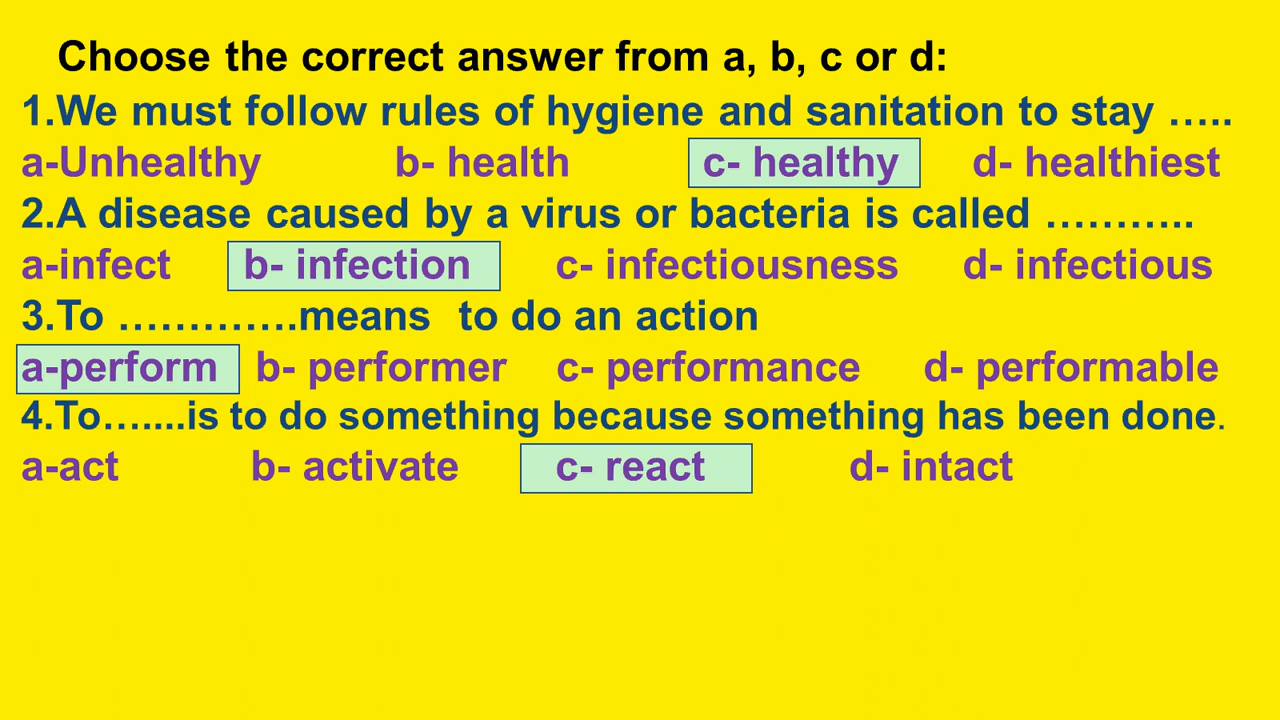 Choose the correct answer from a, b, c or d:
1.We must follow rules of hygiene and sanitation to stay …..
a-Unhealthy b- health c- healthy d- healthiest
2.A disease caused by a virus or bacteria is called ………..
a-infect b- infection c- infectiousness d- infectious
3.To ………….means to do an action
a-perform b- performer c- performance d- performable
4.To…....is to do something because something has been done.
a-act b- activate c- react d- intact